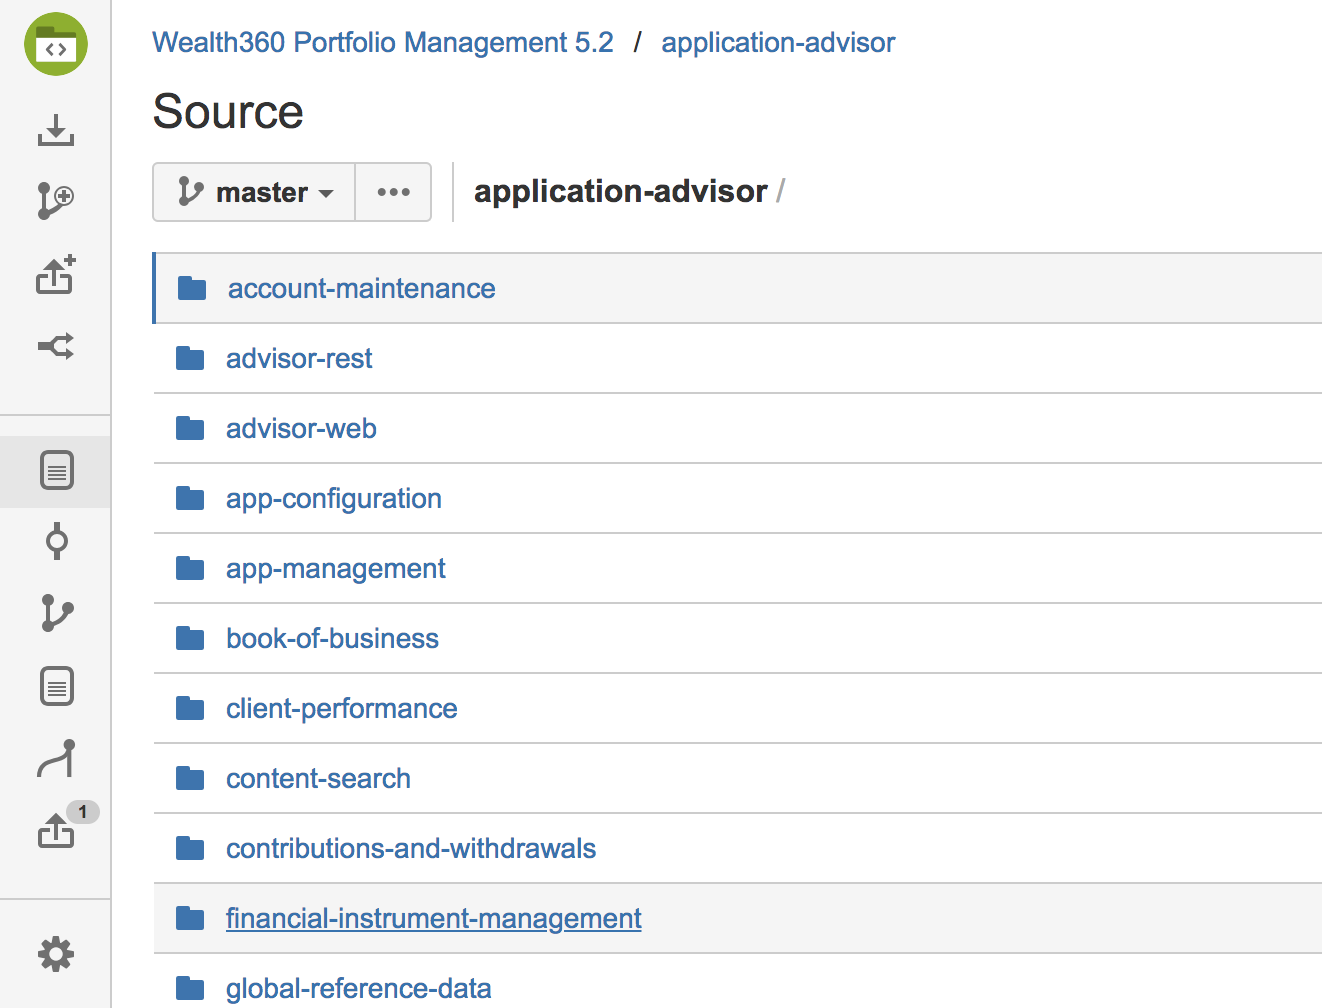 Wealth360 Portfolio Management 5.2 / application-advisor
Source
master
application-advisor /
account-maintenance
advisor-rest
advisor-web
app-configuration
app-management
book-of-business
client-performance
content-search
contributions-and-withdrawals
1
financial-instrument-management
global-reference-data